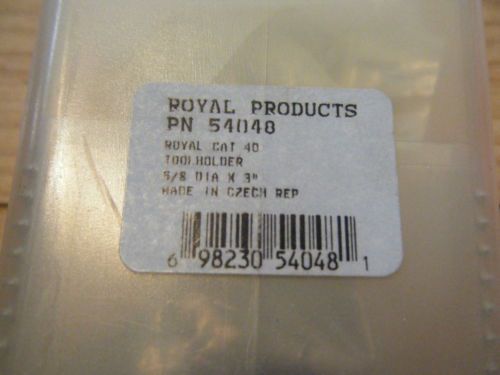 ROYAL PRODUCTS
PN 54048
ROYAL CAT 40
TOOLHOLDER
5/8 DIA X 3"
MADE IN CZECH REP
6 98230 54048 1